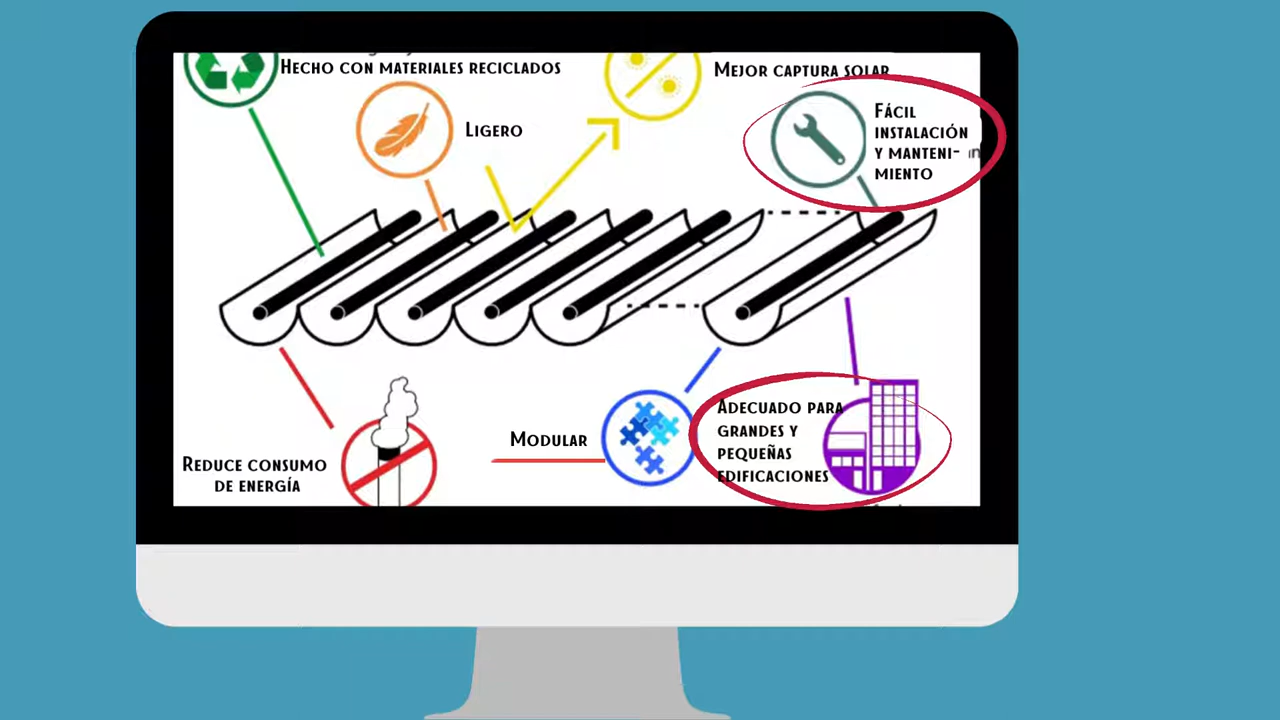 HECHO CON MATERIALES RECICLADOS
MEJOR CAPTURA SOLAR
LIGERO
FÁCIL
INSTALACIÓN
Y MANTENI-
MIENTO
ADECUADO PARA
GRANDES Y
PEQUEÑAS
EDIFICACIONES
MODULAR
REDUCE CONSUMO
DE ENERGÍA